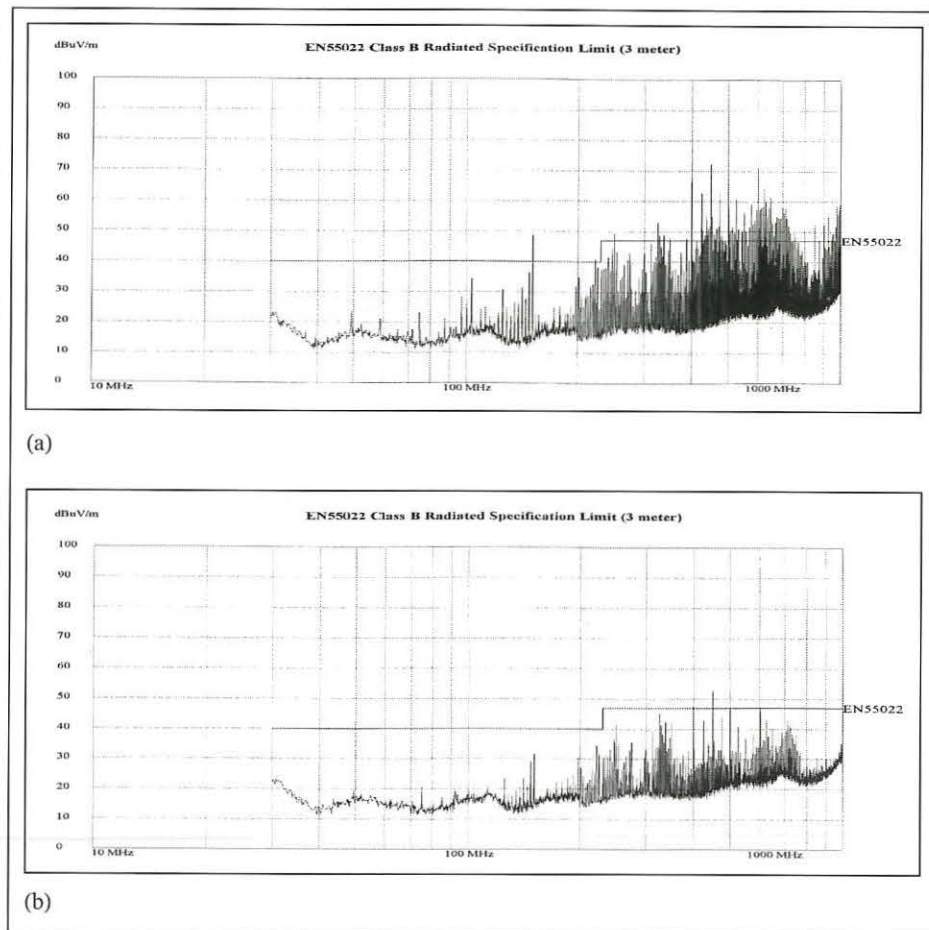 dBuV/m
EN55022 Class B Radiated Specification Limit (3 meter)
100
90
80
70
60
50
40
30
20
10
0
EN55022
10 MHz
100 MHz
1000 MHz
(a)
dBuV/m
EN55022 Class B Radiated Specification Limit (3 meter)
100
90
80
70
60
50
40
30
20
10
0
EN55022
10 MHz
100 MHz
1000 MHz
(b)